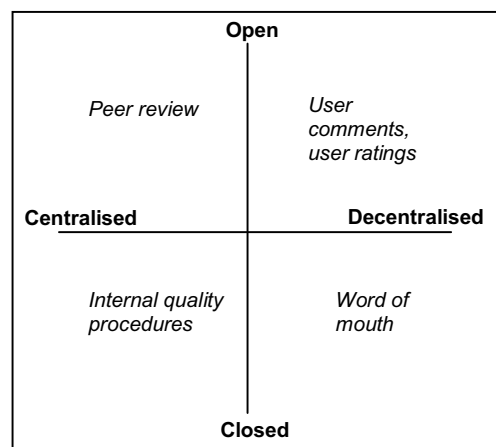 Open
Peer review
User
comments,
user ratings
Centralised
Decentralised
Internal quality
procedures
Word of
mouth
Closed